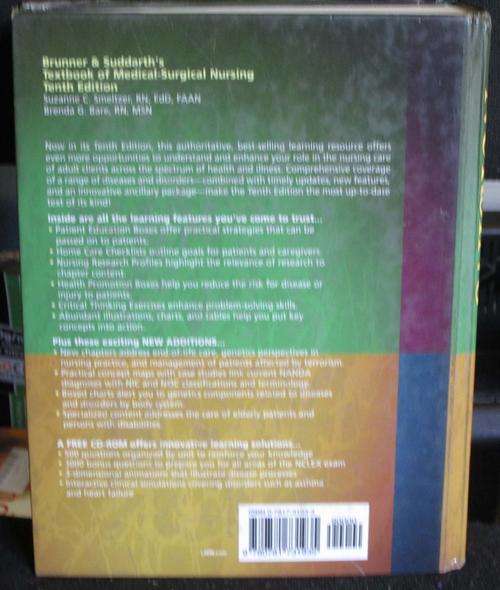 Brunner & Suddarth's
Textbook of Medical-Surgical Nursing
Tenth Edition
Suzanne C. Smeltzer, RN, EdD, FAAN
Brenda G. Bare, RN, MSN
Now in its Tenth Edition, this authoritative, best-selling learning resource offers
even more opportunities to understand and enhance your role in the nursing care
of adult clients across the spectrum of health and illness. Comprehensive coverage
of a range of diseases and disorders—combined with timely updates, new features,
and an innovative ancillary package—make the Tenth Edition the most up-to-date
text of its kind!
Inside are all the learning features you've come to trust...
• Patient Education Boxes offer practical strategies that can be
passed on to patients.
• Home Care Checklists outline goals for patients and caregivers.
• Nursing Research Profiles highlight the relevance of research to
chapter content.
• Health Promotion Boxes help you reduce the risk for disease or
injury in patients.
• Critical Thinking Exercises enhance problem-solving skills.
• Abundant illustrations, charts, and tables help you put key
concepts into action.
Plus these exciting NEW ADDITIONS...
• New chapters address end-of-life care, genetics perspectives in
nursing practice, and management of patients affected by terrorism.
• Practical concept maps with case studies link current NANDA
diagnosis with NIC and NOC classifications and terminology.
• Boxed charts alert you to genetics components related to diseases
and disorders by body system.
• Specialized content addresses the care of elderly patients and
persons with disabilities.
A FREE CD-ROM offers innovative learning solutions...
• 500 questions organized by unit to reinforce your knowledge
• 1000 bonus questions to prepare you for all areas of the NCLEX exam
• 3-dimensional animations that illustrate disease processes
• Interactive clinical simulations covering disorders such as asthma
and heart failure